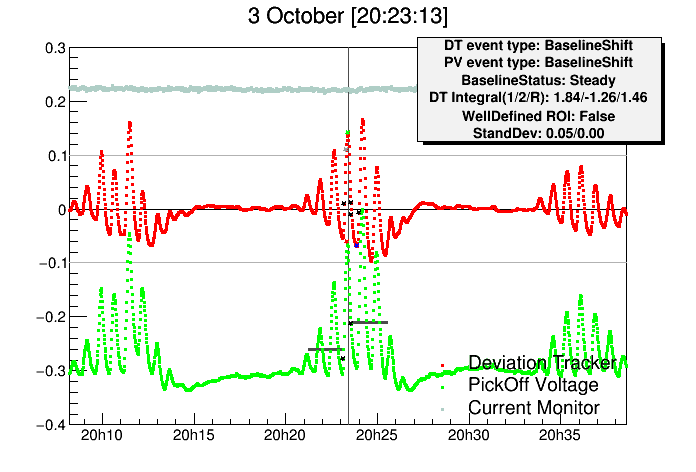 3 October [20:23:13]
DT event type: BaselineShift
PV event type: BaselineShift
BaselineStatus: Steady
DT Integral(1/2/R): 1.84/-1.26/1.46
WellDefined ROI: False
StandDev: 0.05/0.00
0.3
0.2
0.1
0
−0.1
−0.2
−0.3
−0.4
Deviation Tracker
PickOff Voltage
Current Monitor
20h10 20h15 20h20 20h25 20h30 20h35